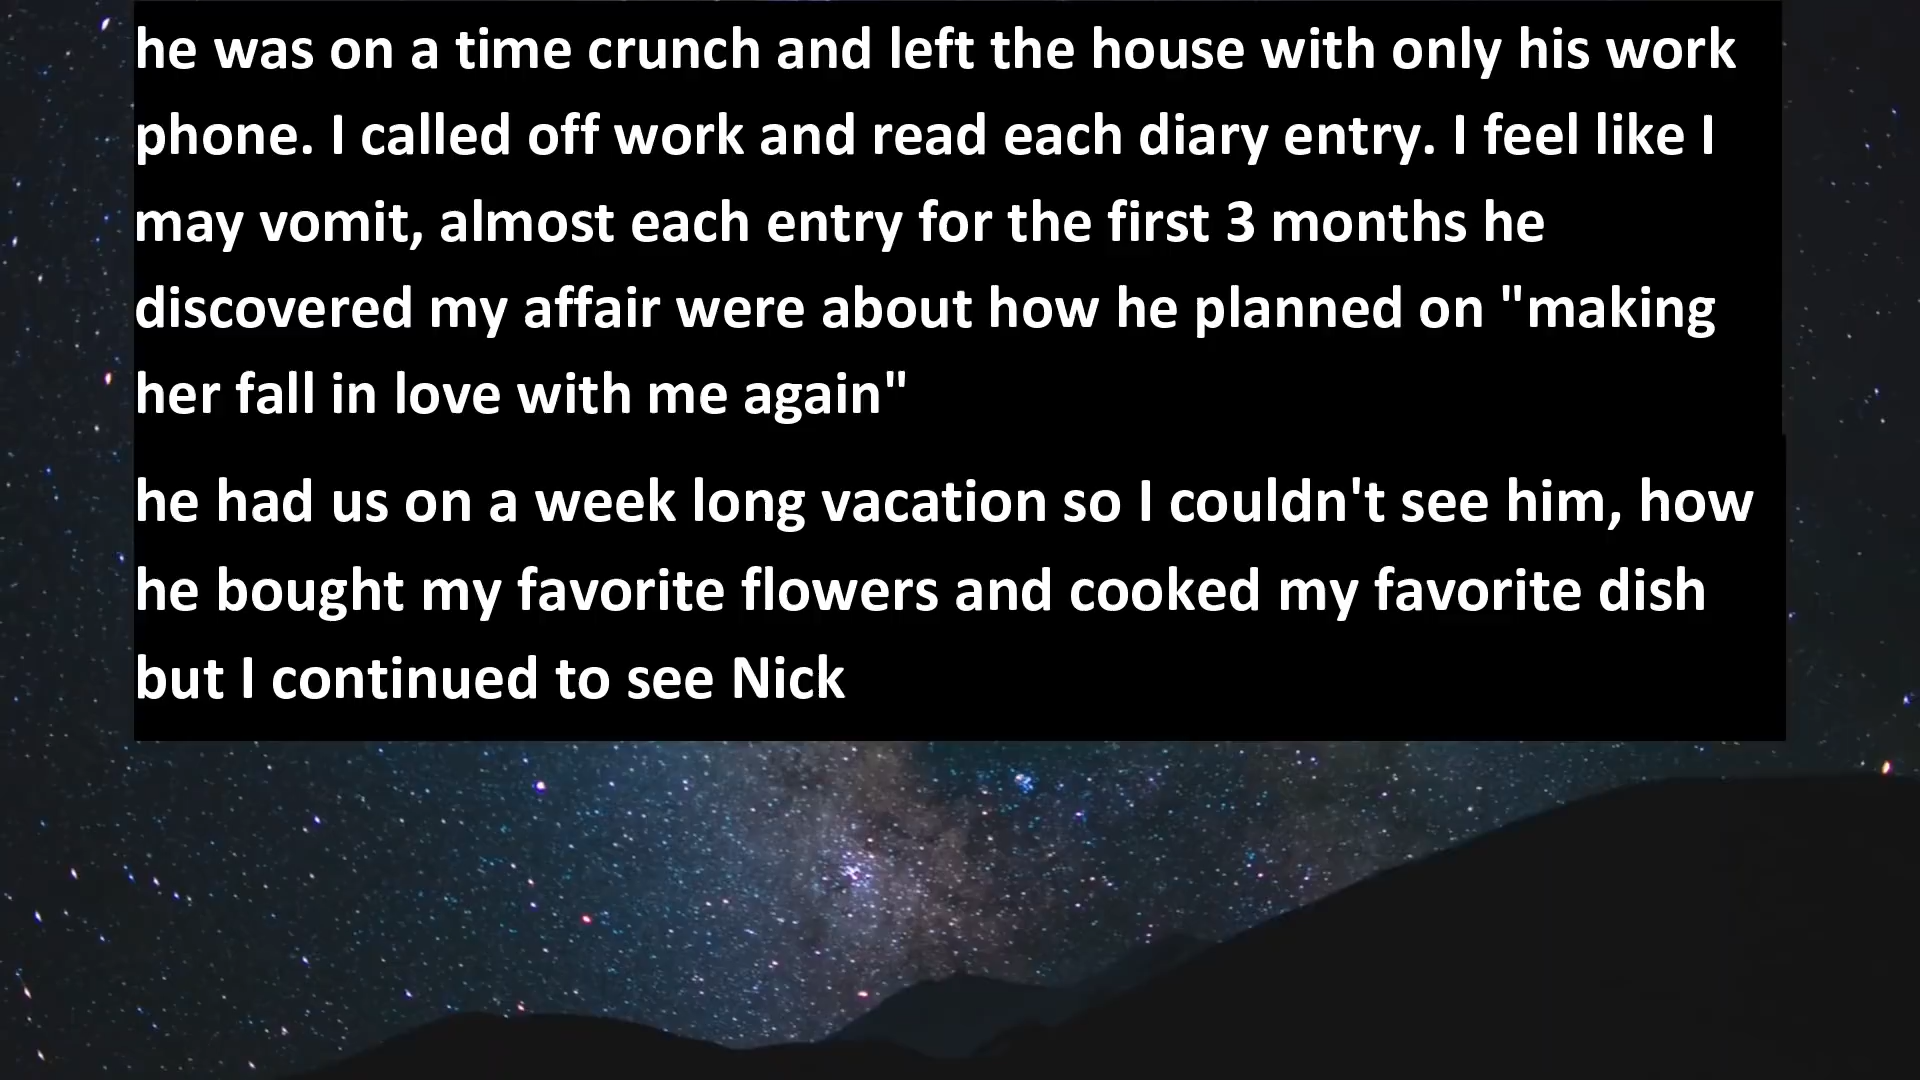 he was on a time crunch and left the house with only his work
phone. I called off work and read each diary entry. I feel like I
may vomit, almost each entry for the first 3 months he
discovered my affair were about how he planned on "making
her fall in love with me again"
he had us on a week long vacation so I couldn't see him, how
he bought my favorite flowers and cooked my favorite dish
but I continued to see Nick